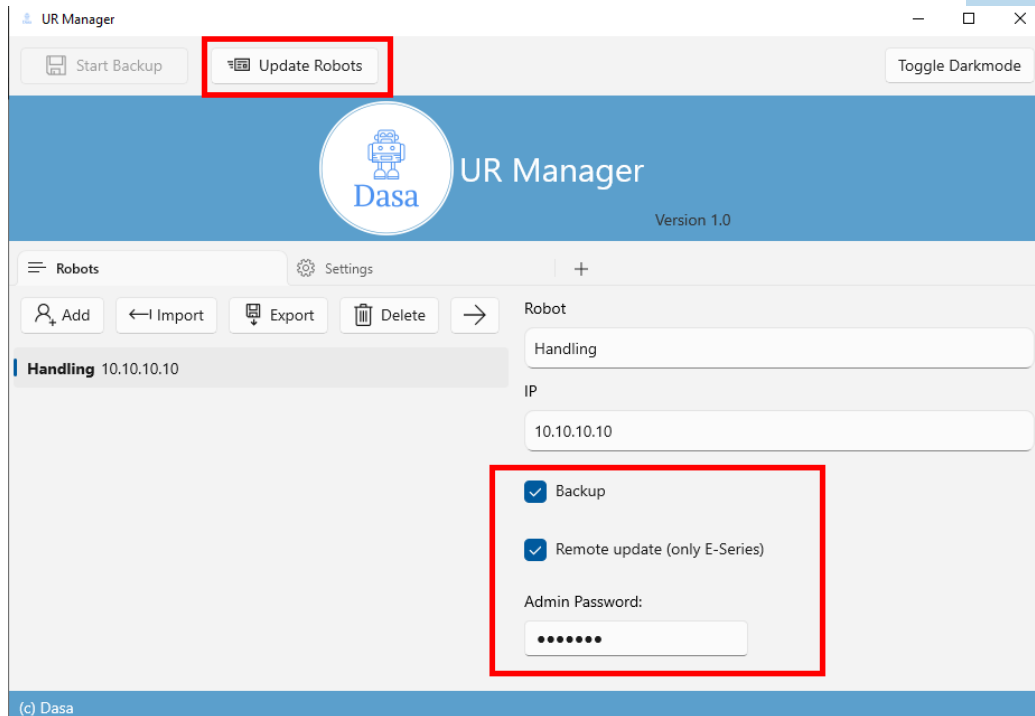 UR Manager
Start Backup
Update Robots
Toggle Darkmode
Dasa
UR Manager
Version 1.0
Robots
Settings
Add
Import
Export
Delete
Robot
Handling
Handling 10.10.10.10
IP
10.10.10.10
Backup
Remote update (only E-Series)
Admin Password:
•••••••
(c) Dasa